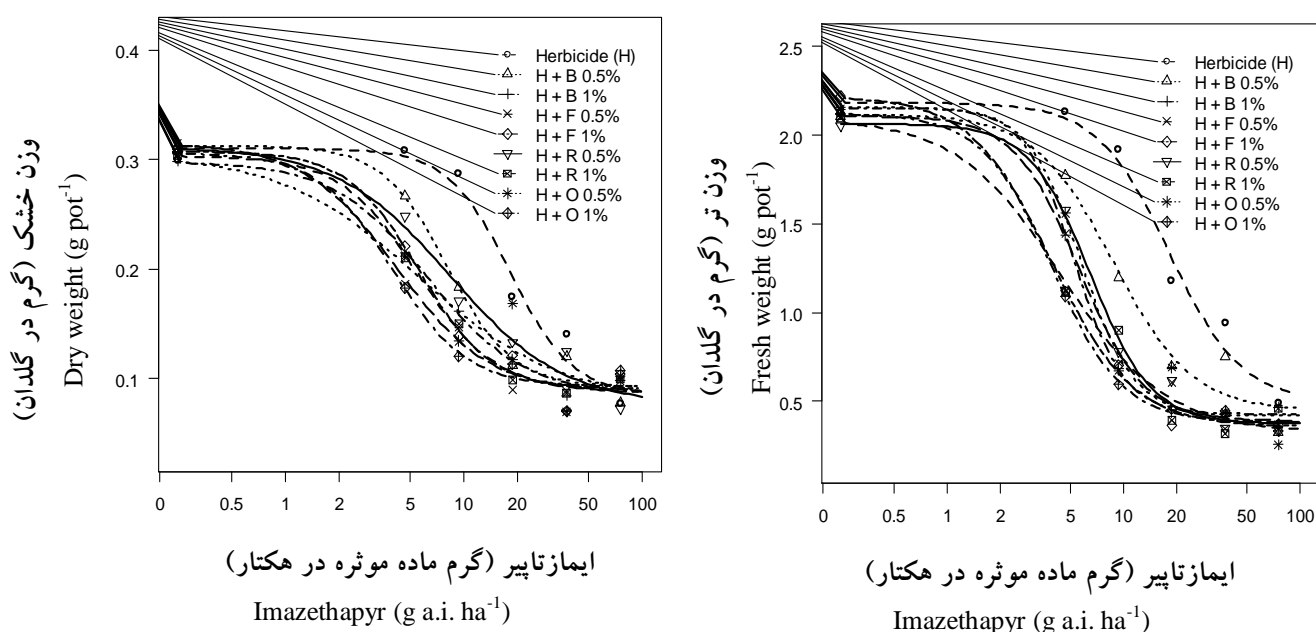 0.4
0.3
0.2
0.1
وزن خشک (گرم در گلدان)
Dry weight (g pot-1)
Herbicide (H)
H + B 0.5%
H + B 1%
H + F 0.5%
H + F 1%
H + R 0.5%
H + R 1%
H + O 0.5%
H + O 1%
0 0.5 1 2 5 10 20 50 100
ایمازتاپیر (گرم ماده موثره در هکتار)
Imazethapyr (g a.i. ha-1)
2.5
2.0
1.5
1.0
0.5
وزن تر (گرم در گلدان)
Fresh weight (g pot-1)
Herbicide (H)
H + B 0.5%
H + B 1%
H + F 0.5%
H + F 1%
H + R 0.5%
H + R 1%
H + O 0.5%
H + O 1%
0 0.5 1 2 5 10 20 50 100
ایمازتاپیر (گرم ماده موثره در هکتار)
Imazethapyr (g a.i. ha-1)